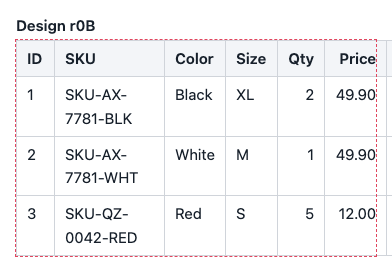 Design r0B
ID SKU Color Size Qty Price
1 SKU-AX- Black XL 2 49.90
7781-BLK
2 SKU-AX- White M 1 49.90
7781-WHT
3 SKU-QZ- Red S 5 12.00
0042-RED